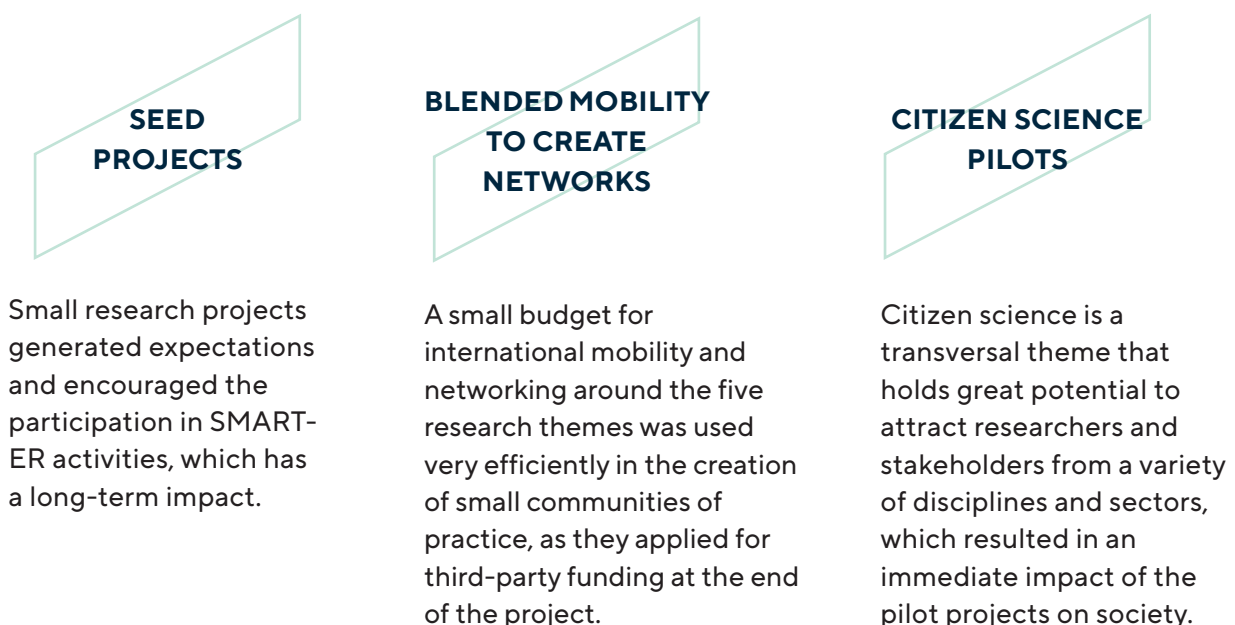 SEED
PROJECTS
Small research projects
generated expectations
and encouraged the
participation in SMART-
ER activities, which has
a long-term impact.
BLENDED MOBILITY
TO CREATE
NETWORKS
A small budget for
international mobility and
networking around the five
research themes was used
very efficiently in the creation
of small communities of
practice, as they applied for
third-party funding at the end
of the project.
CITIZEN SCIENCE
PILOTS
Citizen science is a
transversal theme that
holds great potential to
attract researchers and
stakeholders from a variety
of disciplines and sectors,
which resulted in an
immediate impact of the
pilot projects on society.